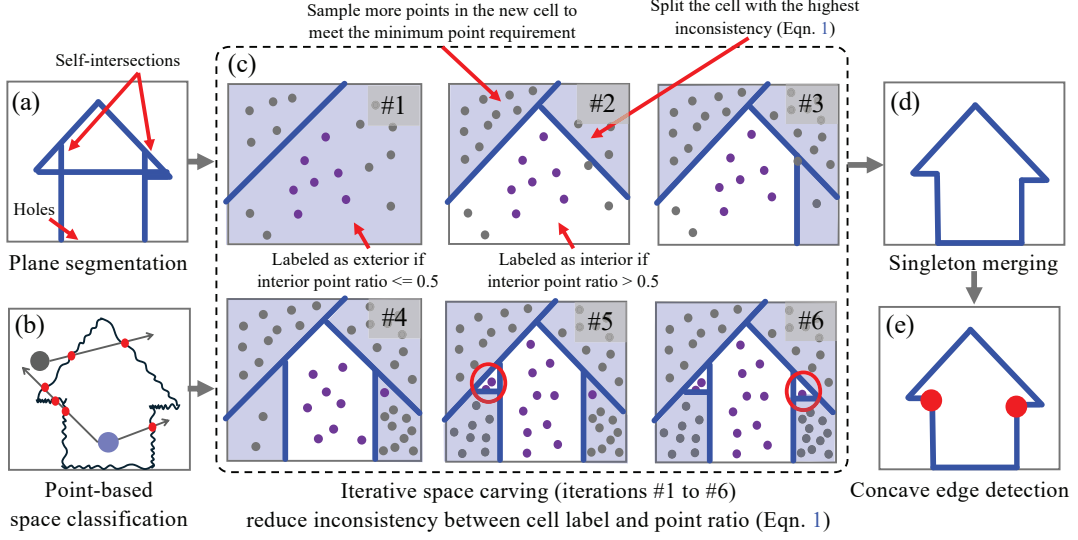 Sample more points in the new cell to
meet the minimum point requirement
Split the cell with the highest
inconsistency (Eqn. 1)
Self-intersections
(a)
Holes
Plane segmentation
(c)
#1
#2
#3
Labeled as exterior if
interior point ratio <= 0.5
Labeled as interior if
interior point ratio > 0.5
(d)
Singleton merging
(b)
Point-based
space classification
#4
#5
#6
Iterative space carving (iterations #1 to #6)
reduce inconsistency between cell label and point ratio (Eqn. 1)
(e)
Concave edge detection